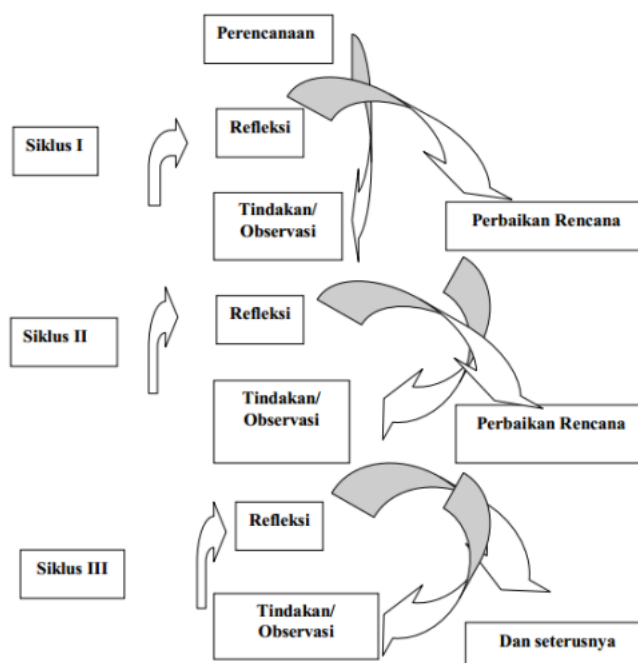 Perencanaan
Siklus I
Refleksi
Tindakan/
Observasi
Perbaikan Rencana
Siklus II
Refleksi
Tindakan/
Observasi
Perbaikan Rencana
Siklus III
Refleksi
Tindakan/
Observasi
Dan seterusnya